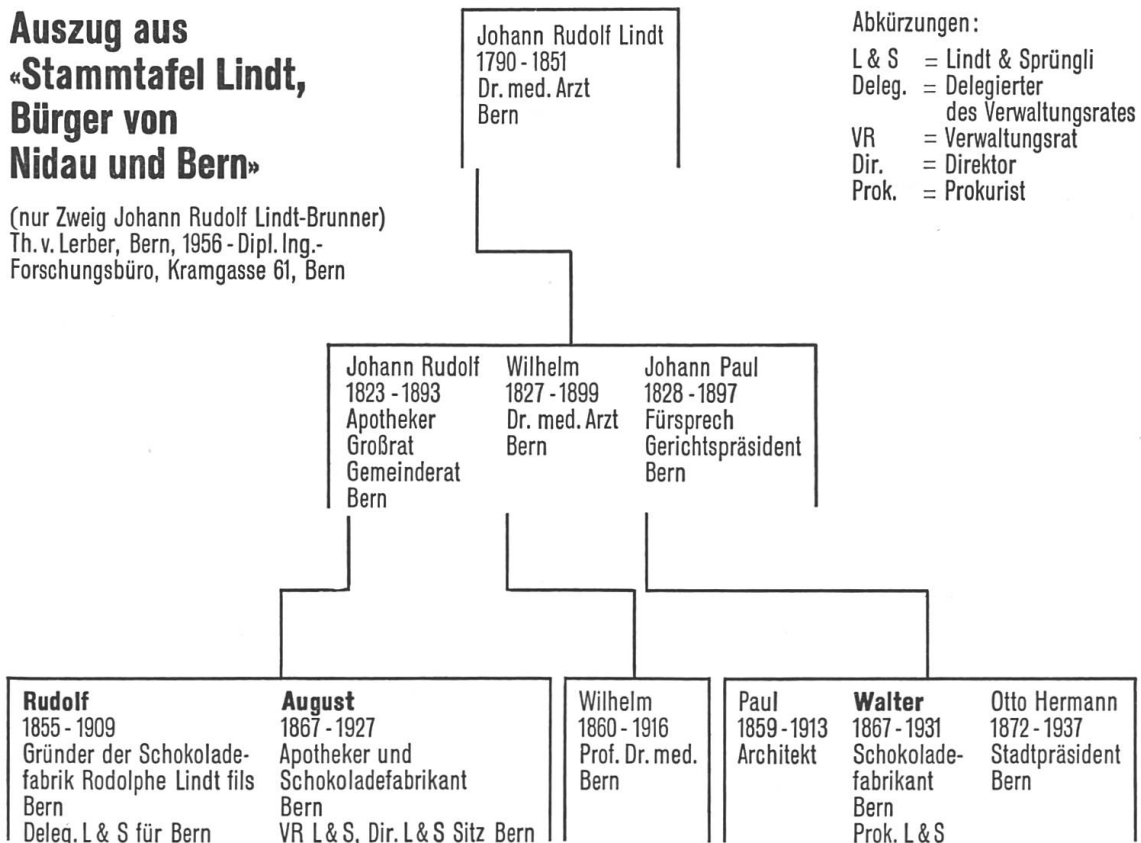 Auszug aus
«Stammtafel Lindt,
Bürger von
Nidau und Bern»
(nur Zweig Johann Rudolf Lindt-Brunner)
Th. v. Lerber, Bern, 1956 - Dipl. Ing.-
Forschungsbüro, Kramgasse 61, Bern
Johann Rudolf Lindt
1790 - 1851
Dr. med. Arzt
Bern
Abkürzungen:
L & S = Lindt & Sprüngli
Deleg. = Delegierter
des Verwaltungsrates
VR = Verwaltungsrat
Dir. = Direktor
Prok. = Prokurist
Johann Rudolf
1823 - 1893
Apotheker
Großrat
Gemeinderat
Bern
Wilhelm
1827 - 1899
Dr. med. Arzt
Bern
Johann Paul
1828 - 1897
Fürsprech
Gerichtspräsident
Bern
Rudolf
1855 - 1909
Gründer der Schokolade-
fabrik Rodolphe Lindt fils
Bern
Deleg. L & S für Bern
August
1867 - 1927
Apotheker und
Schokoladefabrikant
Bern
VR L & S, Dir. L & S Sitz Bern
Wilhelm
1860 - 1916
Prof. Dr. med.
Bern
Paul
1859 - 1913
Architekt
Walter
1867 - 1931
Schokolade-
fabrikant
Bern
Prok. L & S
Otto Hermann
1872 - 1937
Stadtpräsident
Bern